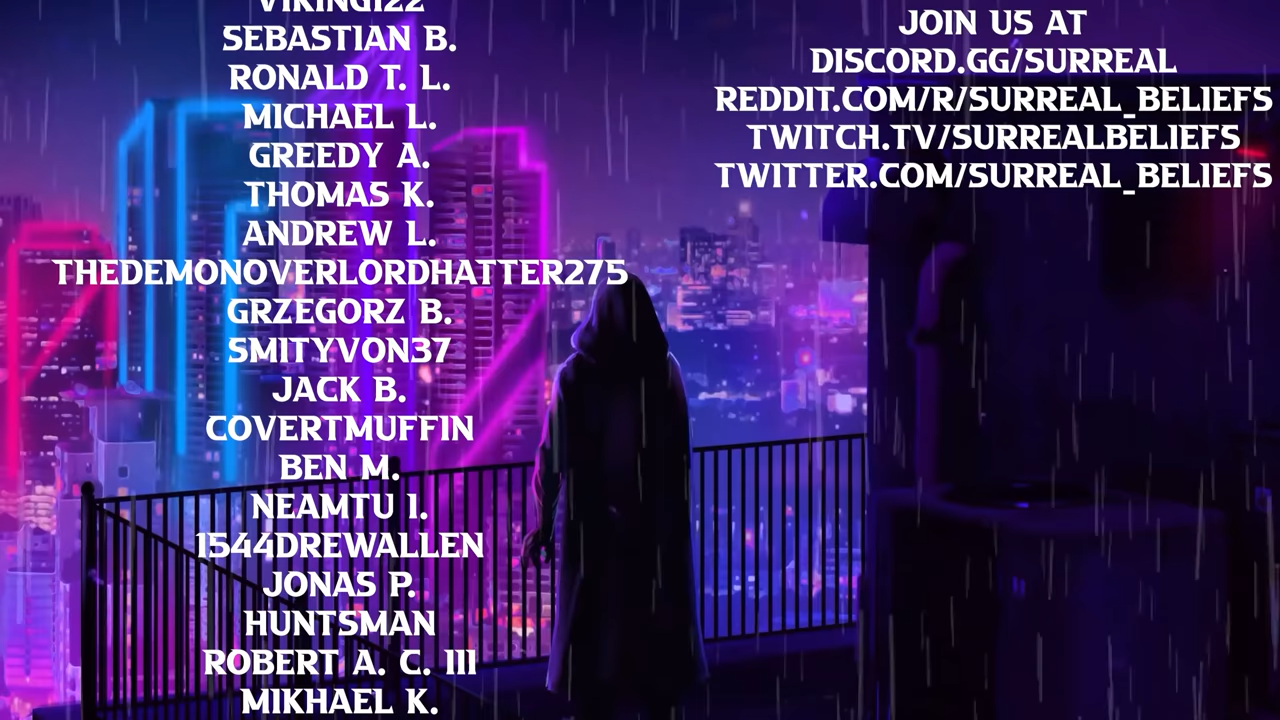 VIKING122
SEBASTIAN B.
RONALD T. L.
MICHAEL L.
GREEDY A.
THOMAS K.
ANDREW L.
THEDEMONOVERLORDHATTER275
GRZEGORZ B.
SMITYVON37
JACK B.
COVERTMUFFIN
BEN M.
NEAMTU I.
1544DREWALLEN
JONAS P.
HUNTSMAN
ROBERT A. C. III
MIKHAEL K.
JOIN US AT
DISCORD.GG/SURREAL
REDDIT.COM/R/SURREAL_BELIEFS
TWITCH.TV/SURREALBELIEFS
TWITTER.COM/SURREAL_BELIEFS